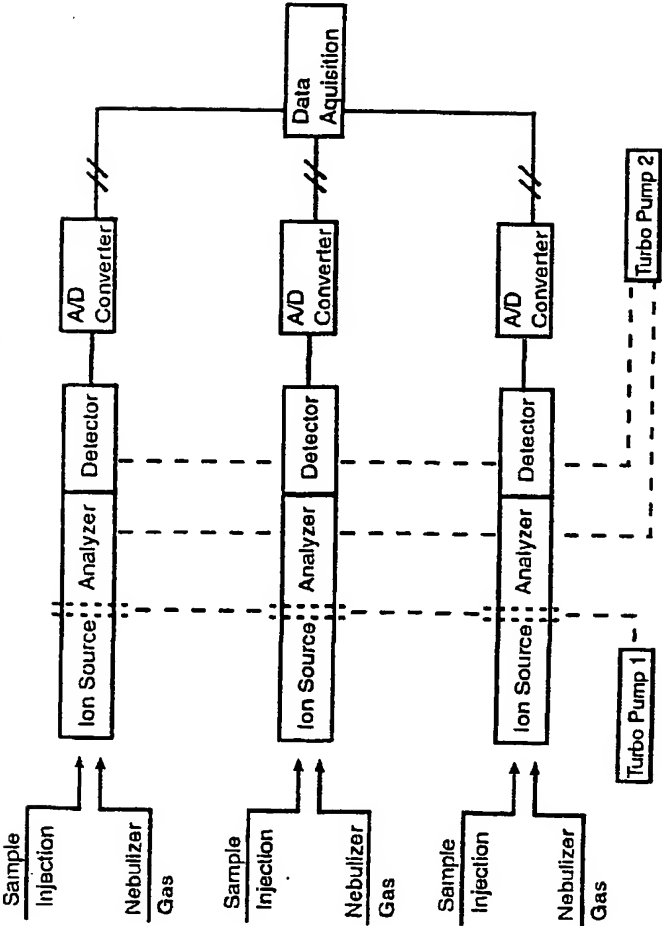 Sample
Injection
Nebulizer
Gas
Ion Source
Analyzer
Detector
A/D
Converter
Sample
Injection
Nebulizer
Gas
Ion Source
Analyzer
Detector
A/D
Converter
Data
Aquisition
Sample
Injection
Nebulizer
Gas
Ion Source
Analyzer
Detector
A/D
Converter
Turbo Pump 1
Turbo Pump 2